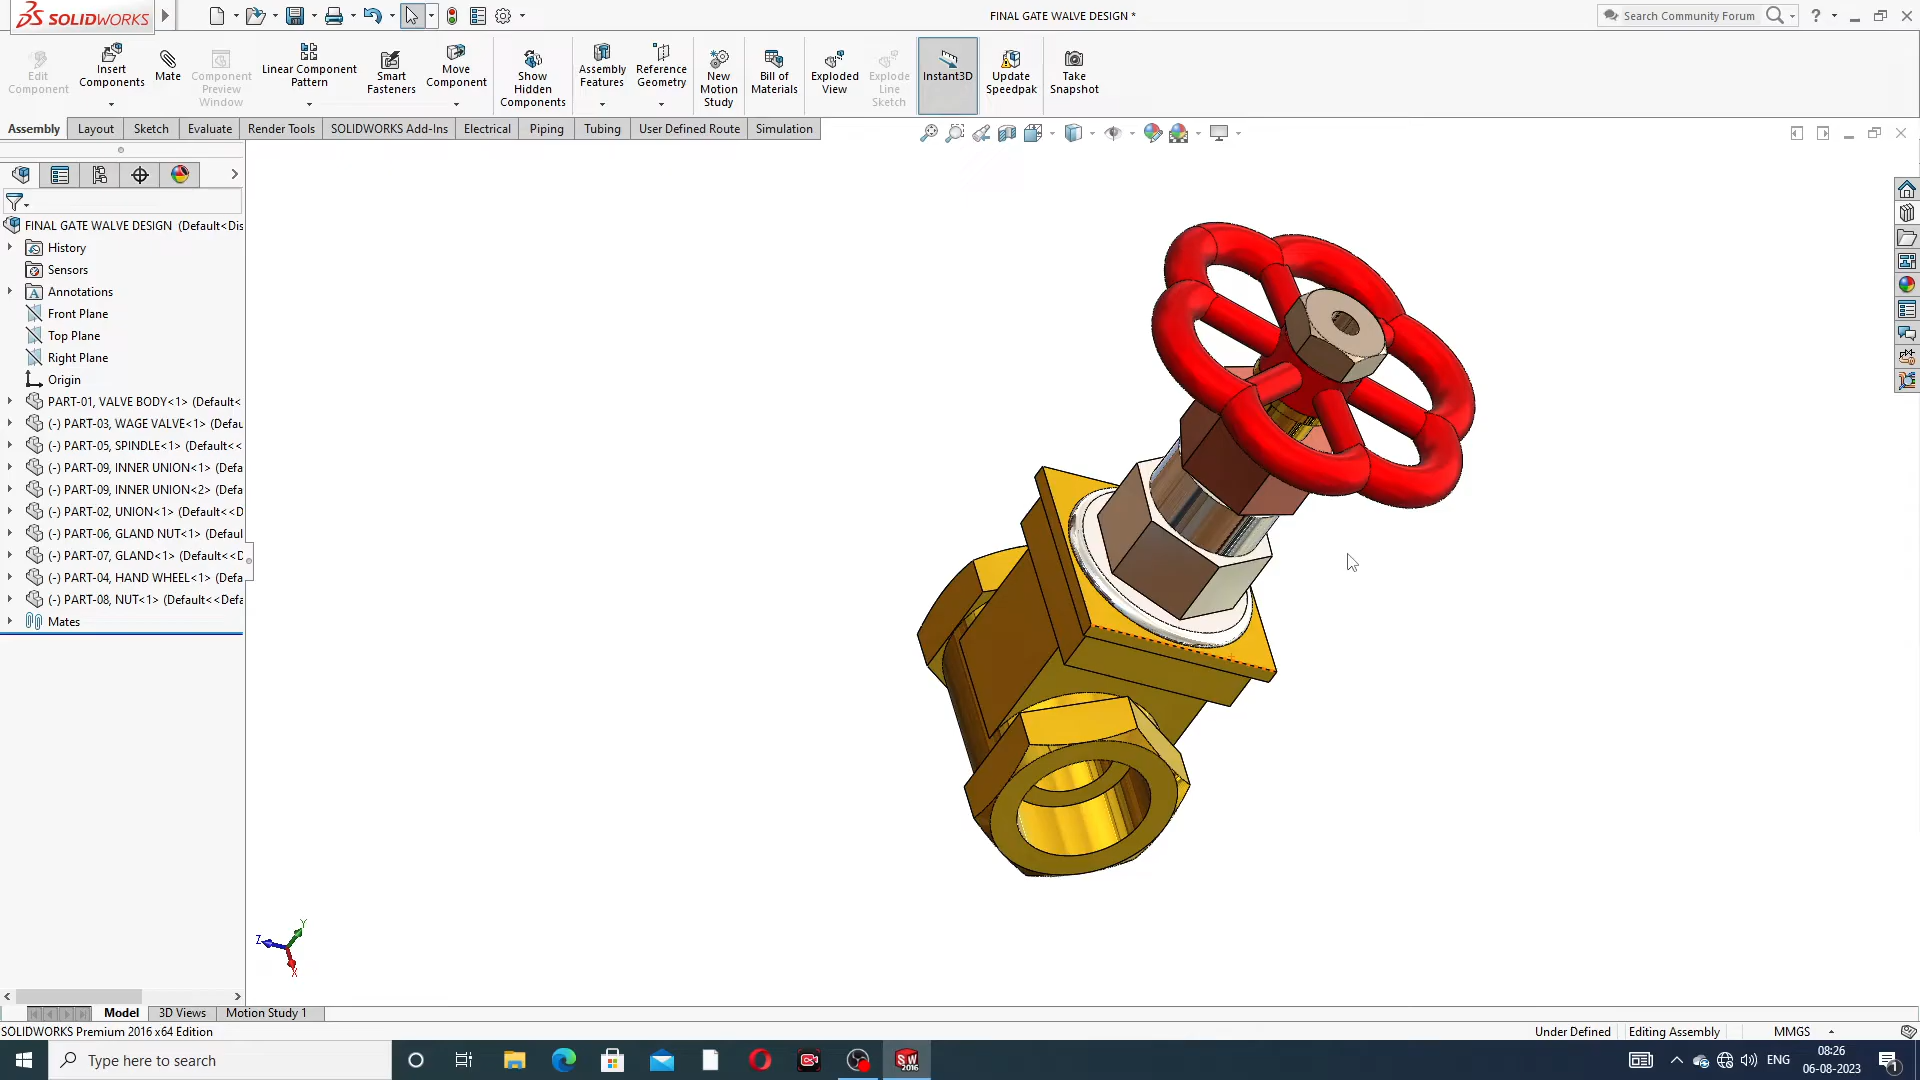 SOLIDWORKS
FINAL GATE WALVE DESIGN *
Search Community Forum
?
Edit Component
Insert Components
Mate
Component Preview Window
Linear Component Pattern
Smart Fasteners
Move Component
Show Hidden Components
Assembly Features
Reference Geometry
New Motion Study
Bill of Materials
Exploded View
Explode Line Sketch
Instant3D
Update Speedpak
Take Snapshot
Assembly
Layout
Sketch
Evaluate
Render Tools
SOLIDWORKS Add-Ins
Electrical
Piping
Tubing
User Defined Route
Simulation
FINAL GATE WALVE DESIGN (Default<Dis
History
Sensors
A Annotations
Front Plane
Top Plane
Right Plane
Origin
PART-01, VALVE BODY<1> (Default<
(-) PART-03, WAGE VALVE<1> (Defau
(-) PART-05, SPINDLE<1> (Default<<
(-) PART-09, INNER UNION<1> (Defa
(-) PART-09, INNER UNION<2> (Defa
(-) PART-02, UNION<1> (Default<<D
(-) PART-06, GLAND NUT<1> (Defaul
(-) PART-07, GLAND<1> (Default<<D
(-) PART-04, HAND WHEEL<1> (Defa
(-) PART-08, NUT<1> (Default<<Defa
Mates
Y
Z
X
Model
3D Views
Motion Study 1
SOLIDWORKS Premium 2016 x64 Edition
Under Defined
Editing Assembly
MMGS
Type here to search
SW
2016
ENG
08:26
06-08-2023
1